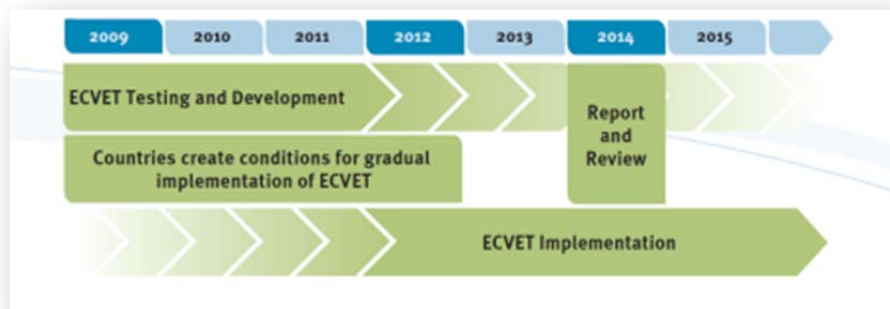 2009 2010 2011 2012 2013 2014 2015
ECVET Testing and Development
Report
and
Review
Countries create conditions for gradual
implementation of ECVET
ECVET Implementation